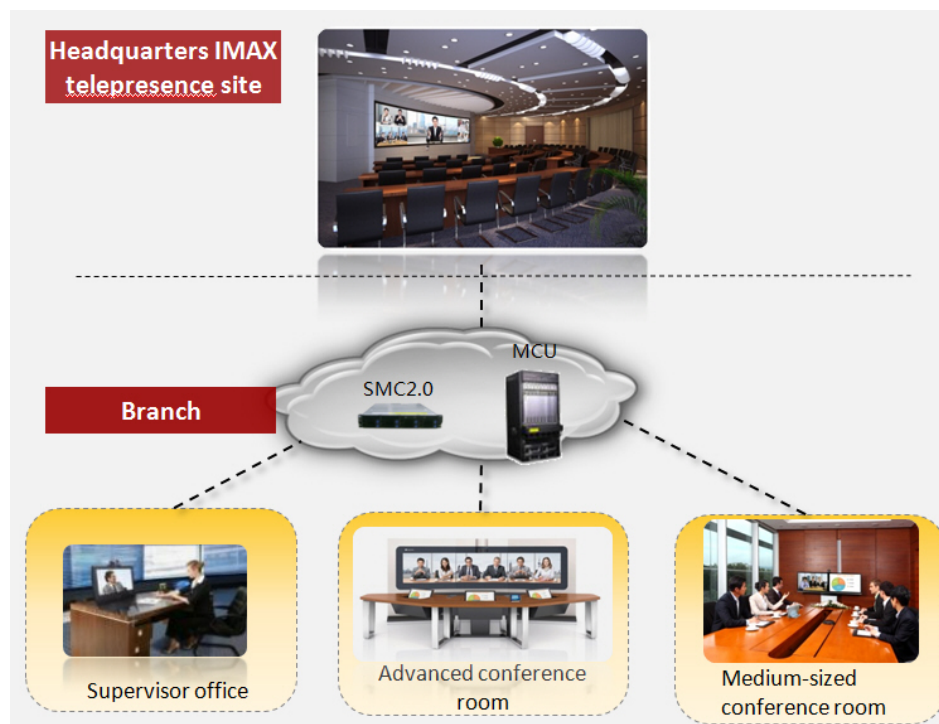 Headquarters IMAX
telepresence site
MCU
SMC2.0
Branch
Supervisor office
Advanced conference
room
Medium-sized
conference room